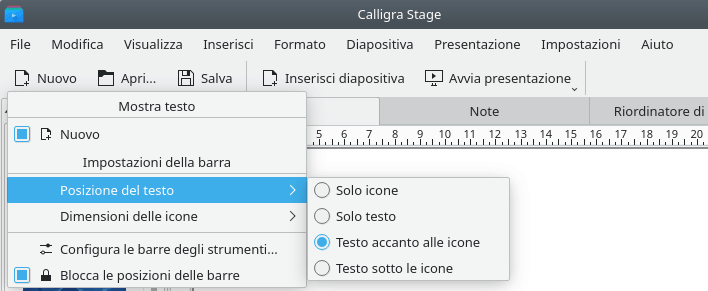 Calligra Stage
File Modifica Visualizza Inserisci Formato Diapositiva Presentazione Impostazioni Aiuto
Nuovo Apri... Salva Inserisci diapositiva Avvia presentazione
Mostra testo
Note Riordinatore di
Nuovo
5 6 7 8 9 10 11 12 13 14 15 16 17 18 19 20
Impostazioni della barra
Posizione del testo
Solo icone
Dimensioni delle icone
Solo testo
Testo accanto alle icone
Configura le barre degli strumenti...
Testo sotto le icone
Blocca le posizioni delle barre